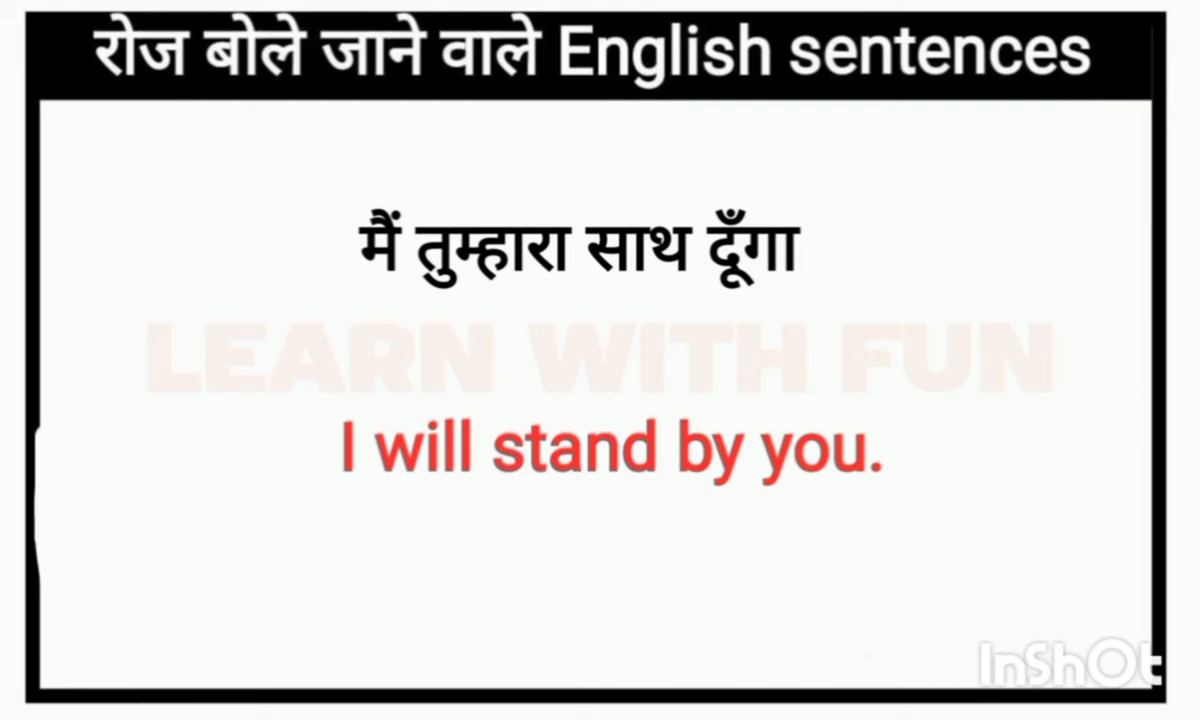 रोज बोले जाने वाले English sentences
मैं तुम्हारा साथ दूँगा
LEARN WITH FUN
I will stand by you.
InShOt